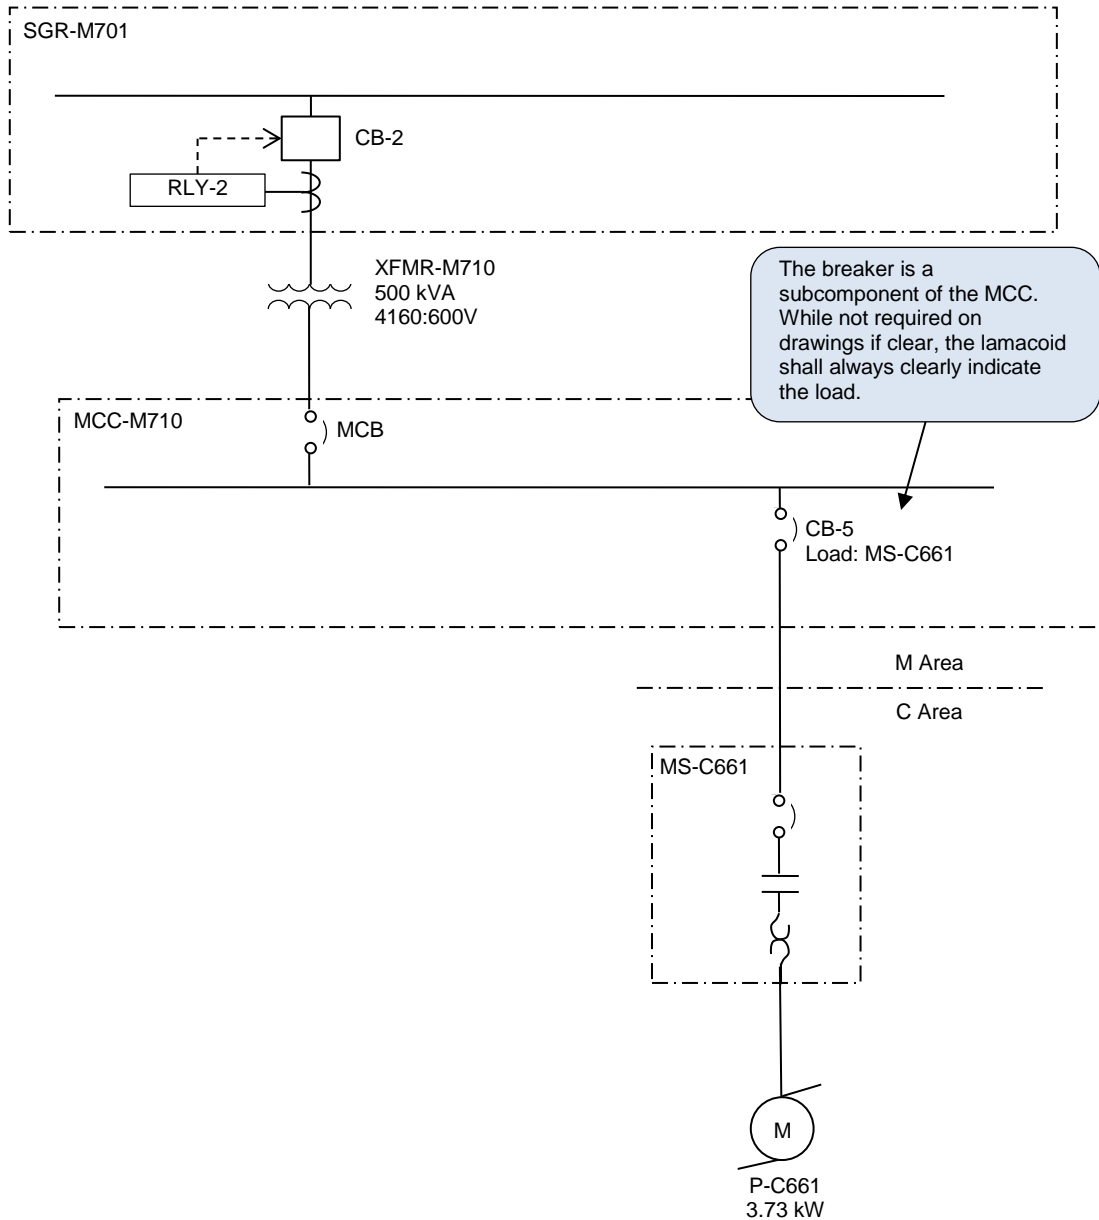 SGR-M701
CB-2
RLY-2
XFMR-M710
500 kVA
4160:600V
The breaker is a
subcomponent of the MCC.
While not required on
drawings if clear, the lamacoid
shall always clearly indicate
the load.
MCC-M710
MCB
CB-5
Load: MS-C661
M Area
C Area
MS-C661
M
P-C661
3.73 kW